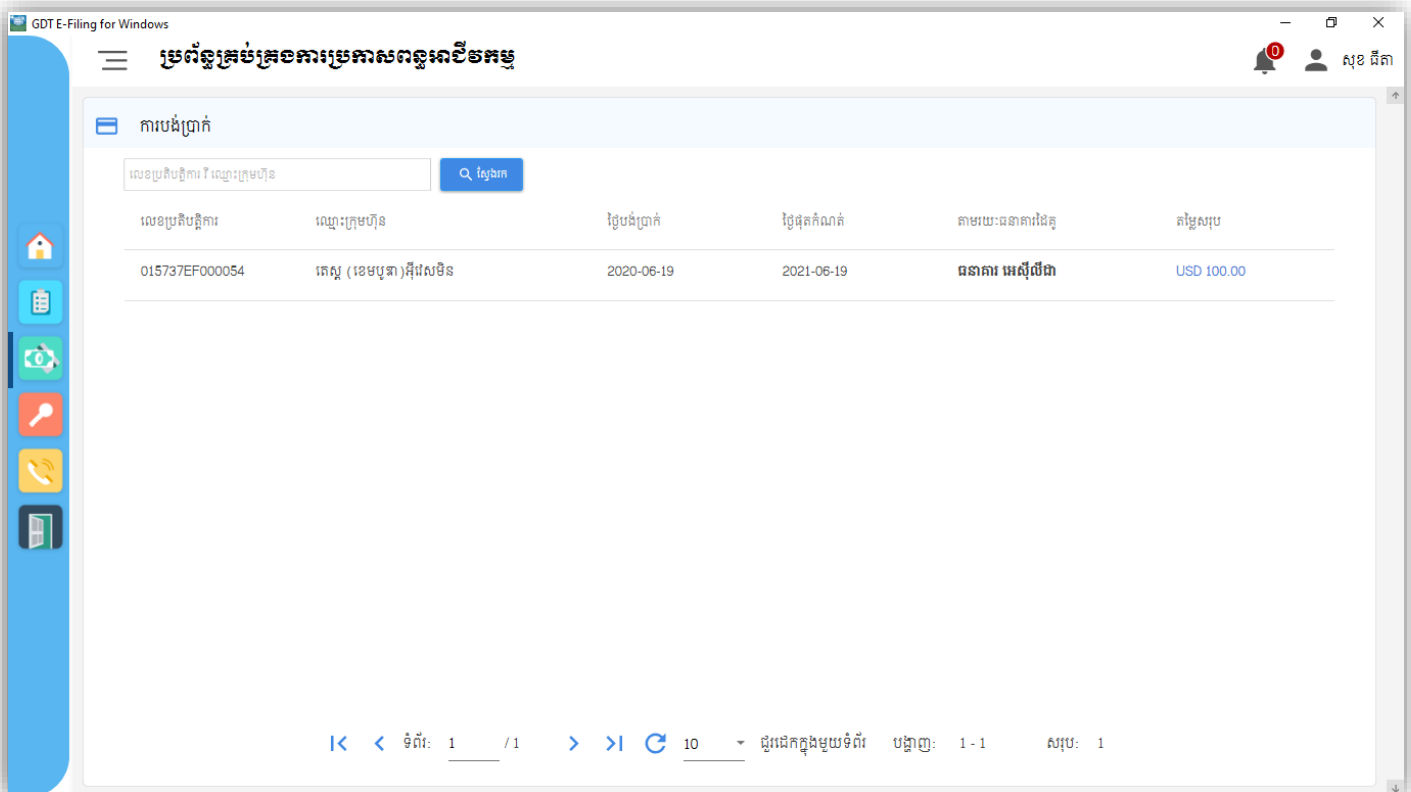 GDT E-Filing for Windows
ប្រព័ន្ធគ្រប់គ្រងការប្រកាសពន្ធអាជីវកម្ម
0
សុខ ធីតា
ការបង់ប្រាក់
លេខប្រតិបត្តិការ រឺ ឈ្មោះក្រុមហ៊ុន
ស្វែងរក
លេខប្រតិបត្តិការ ឈ្មោះក្រុមហ៊ុន ថ្ងៃបង់ប្រាក់ ថ្ងៃផុតកំណត់ តាមរយៈធនាគារដៃគូ តម្លៃសរុប
015737EF000054 តេស្ត (ខេមបូឌា)អ៊ីវេសមិន 2020-06-19 2021-06-19 ធនាគារ អេស៊ីលីដា USD 100.00
ទំព័រ: 1 / 1 10 ជួរដេកក្នុងមួយទំព័រ បង្ហាញ: 1 - 1 សរុប: 1